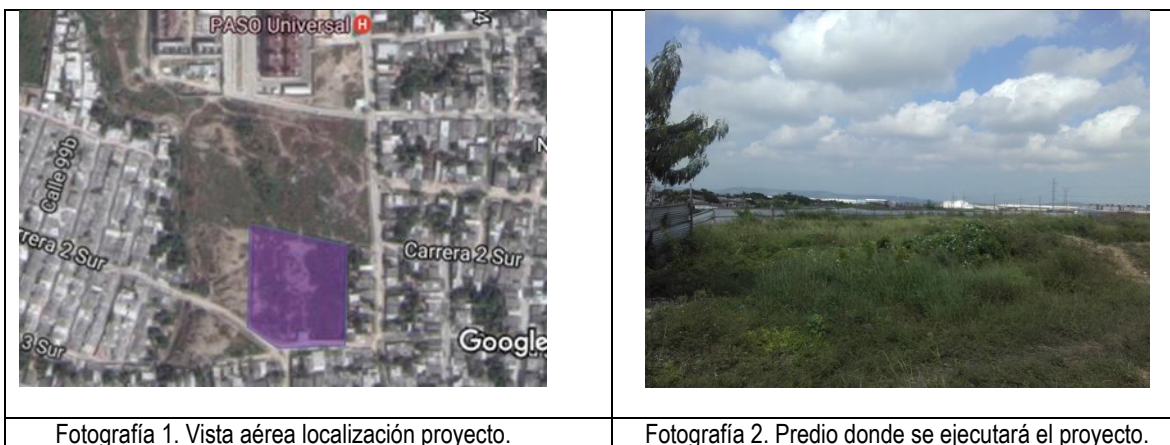 PASO Universal H
Calle 99b
rrera 2 Sur
Carrera 2 Sur
3 Sur
Google
Fotografía 1. Vista aérea localización proyecto.
Fotografía 2. Predio donde se ejecutará el proyecto.